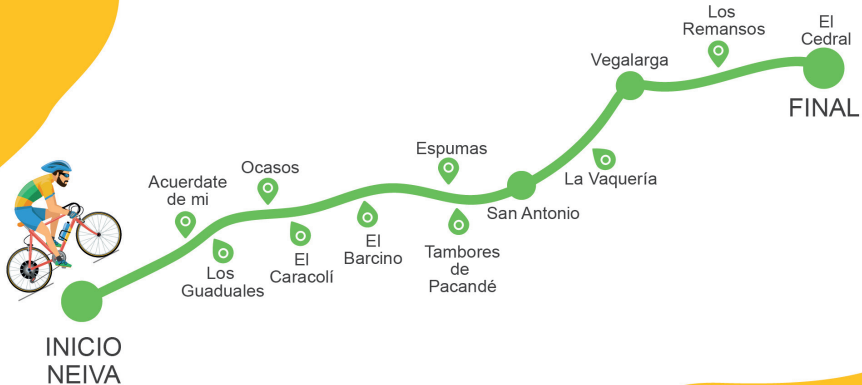 INICIO
NEIVA
Acuerdate
de mi
Los
Guaduales
Ocasos
El
Caracolí
El
Barcino
Espumas
Tambores
de
Pacandé
San Antonio
La Vaquería
Vegalarga
Los
Remansos
El
Cedral
FINAL